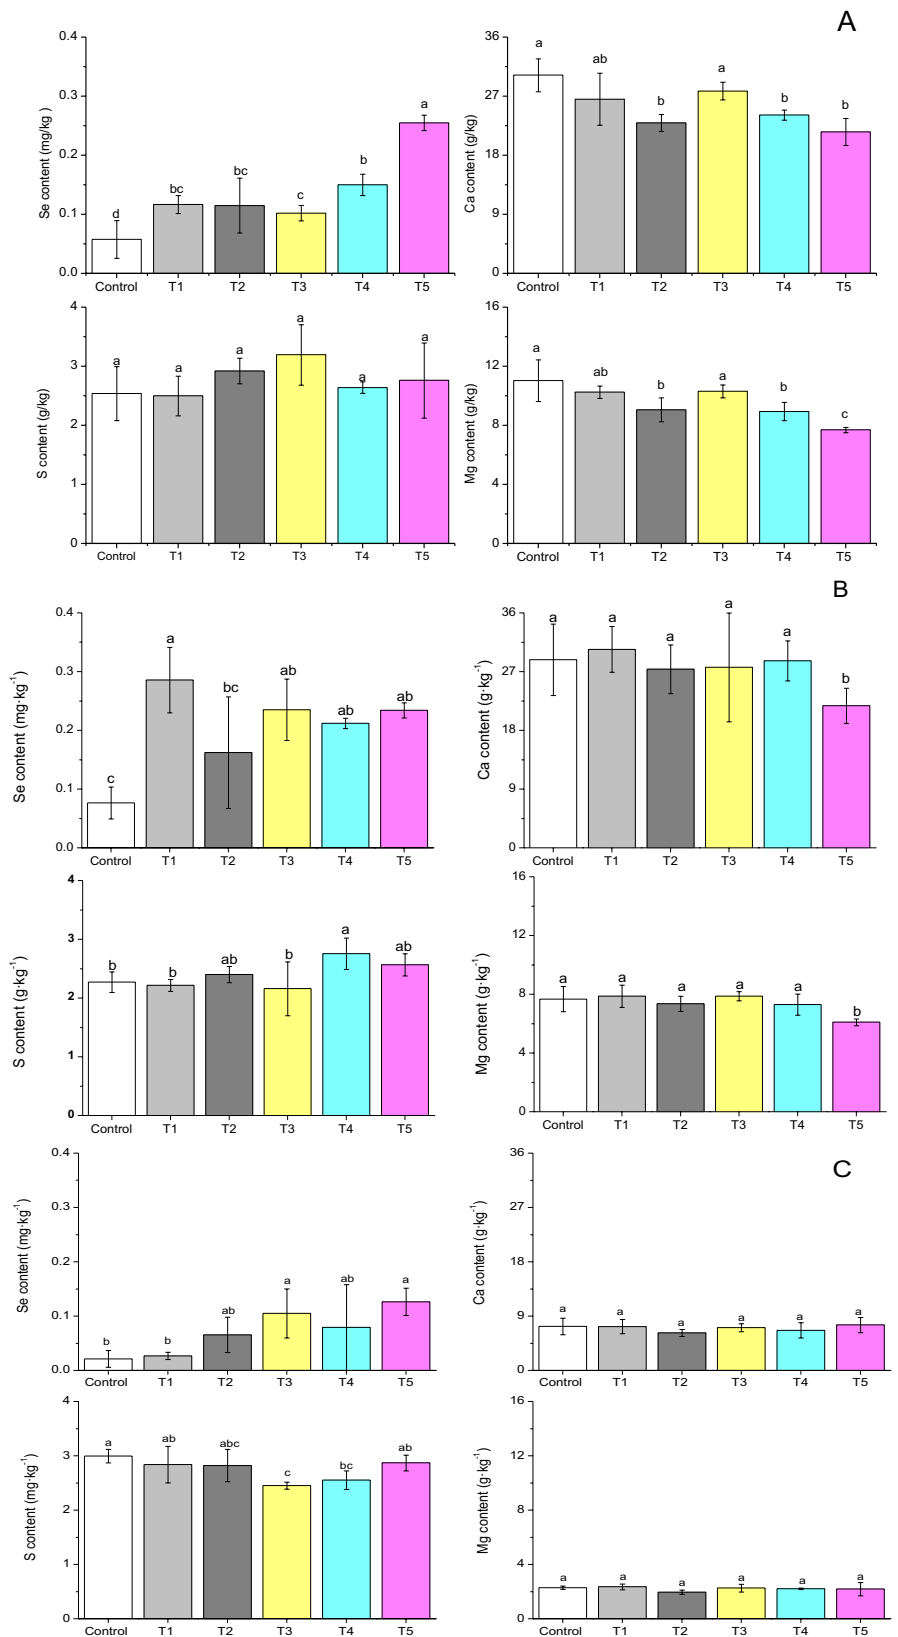 A
Se content (mg/kg)
0.4
0.3
0.2
0.1
0.0
d
bc
bc
c
b
a
Control T1 T2 T3 T4 T5
Ca content (g/kg)
36
27
18
9
0
a
ab
b
a
b
b
Control T1 T2 T3 T4 T5
S content (g/kg)
4
3
2
1
0
a
a
a
a
a
a
Control T1 T2 T3 T4 T5
Mg content (g/kg)
16
12
8
4
0
a
ab
b
a
b
c
Control T1 T2 T3 T4 T5
B
Se content (mg·kg⁻¹)
0.4
0.3
0.2
0.1
0.0
c
a
bc
ab
ab
ab
Control T1 T2 T3 T4 T5
Ca content (g·kg⁻¹)
36
27
18
9
0
a
a
a
a
a
b
Control T1 T2 T3 T4 T5
S content (g·kg⁻¹)
4
3
2
1
0
b
b
ab
b
a
ab
Control T1 T2 T3 T4 T5
Mg content (g·kg⁻¹)
16
12
8
4
0
a
a
a
a
a
b
Control T1 T2 T3 T4 T5
C
Se content (mg·kg⁻¹)
0.4
0.3
0.2
0.1
0.0
b
b
ab
a
ab
a
Control T1 T2 T3 T4 T5
Ca content (g·kg⁻¹)
36
27
18
9
0
a
a
a
a
a
a
Control T1 T2 T3 T4 T5
S content (mg·kg⁻¹)
4
3
2
1
0
a
ab
abc
c
bc
ab
Control T1 T2 T3 T4 T5
Mg content (g·kg⁻¹)
16
12
8
4
0
a
a
a
a
a
a
Control T1 T2 T3 T4 T5